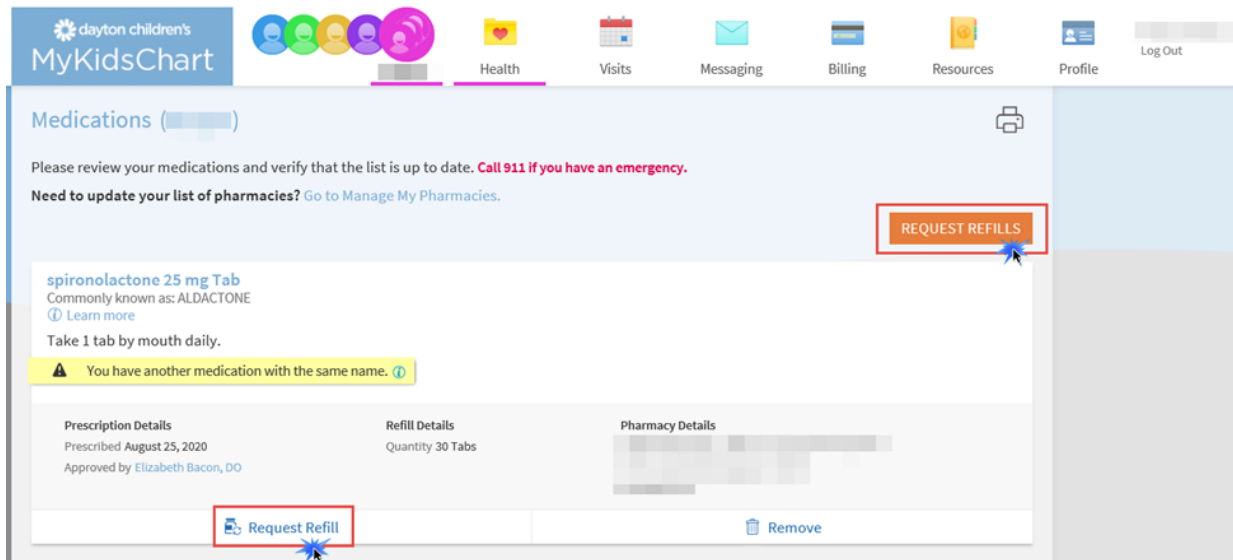 dayton children's
MyKidsChart
Health
Visits
Messaging
Billing
Resources
Profile
Log Out
Medications ( )
Please review your medications and verify that the list is up to date. Call 911 if you have an emergency.
Need to update your list of pharmacies? Go to Manage My Pharmacies.
REQUEST REFILLS
spironolactone 25 mg Tab
Commonly known as: ALDACTONE
Learn more
Take 1 tab by mouth daily.
You have another medication with the same name.
Prescription Details
Prescribed August 25, 2020
Approved by Elizabeth Bacon, DO
Refill Details
Quantity 30 Tabs
Pharmacy Details
Request Refill
Remove